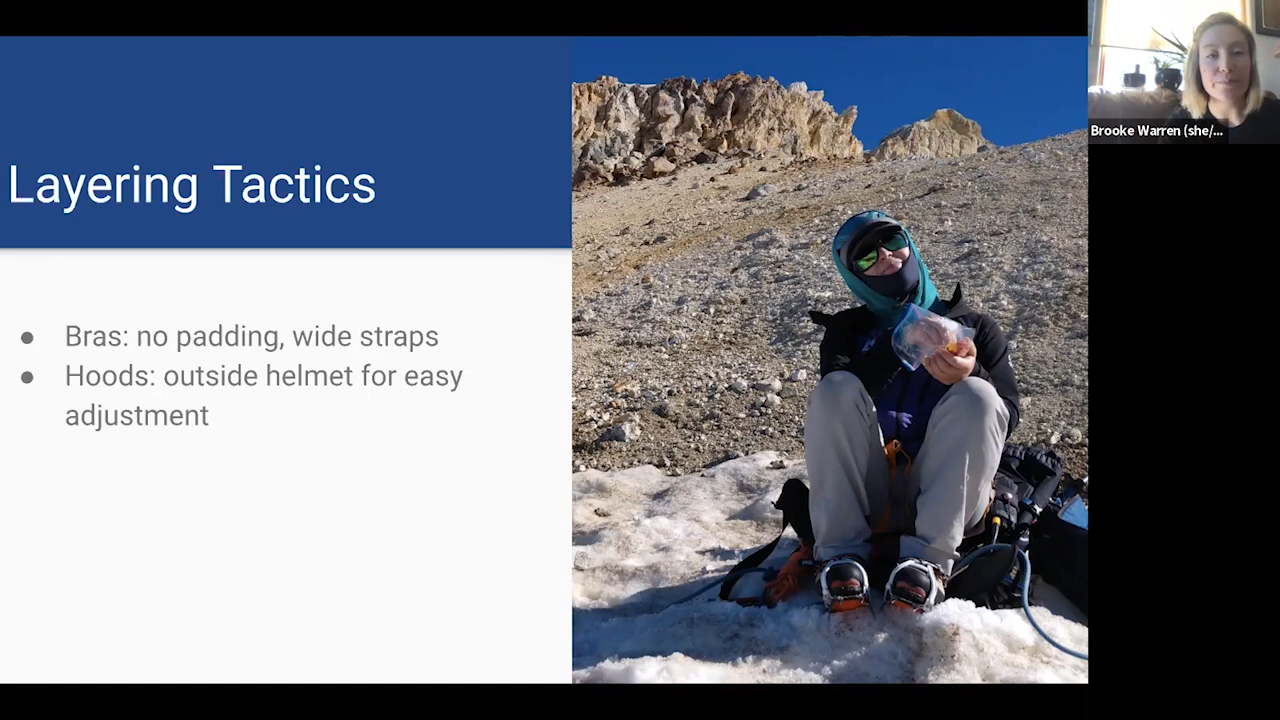 Layering Tactics
● Bras: no padding, wide straps
● Hoods: outside helmet for easy
adjustment
Brooke Warren (she/...